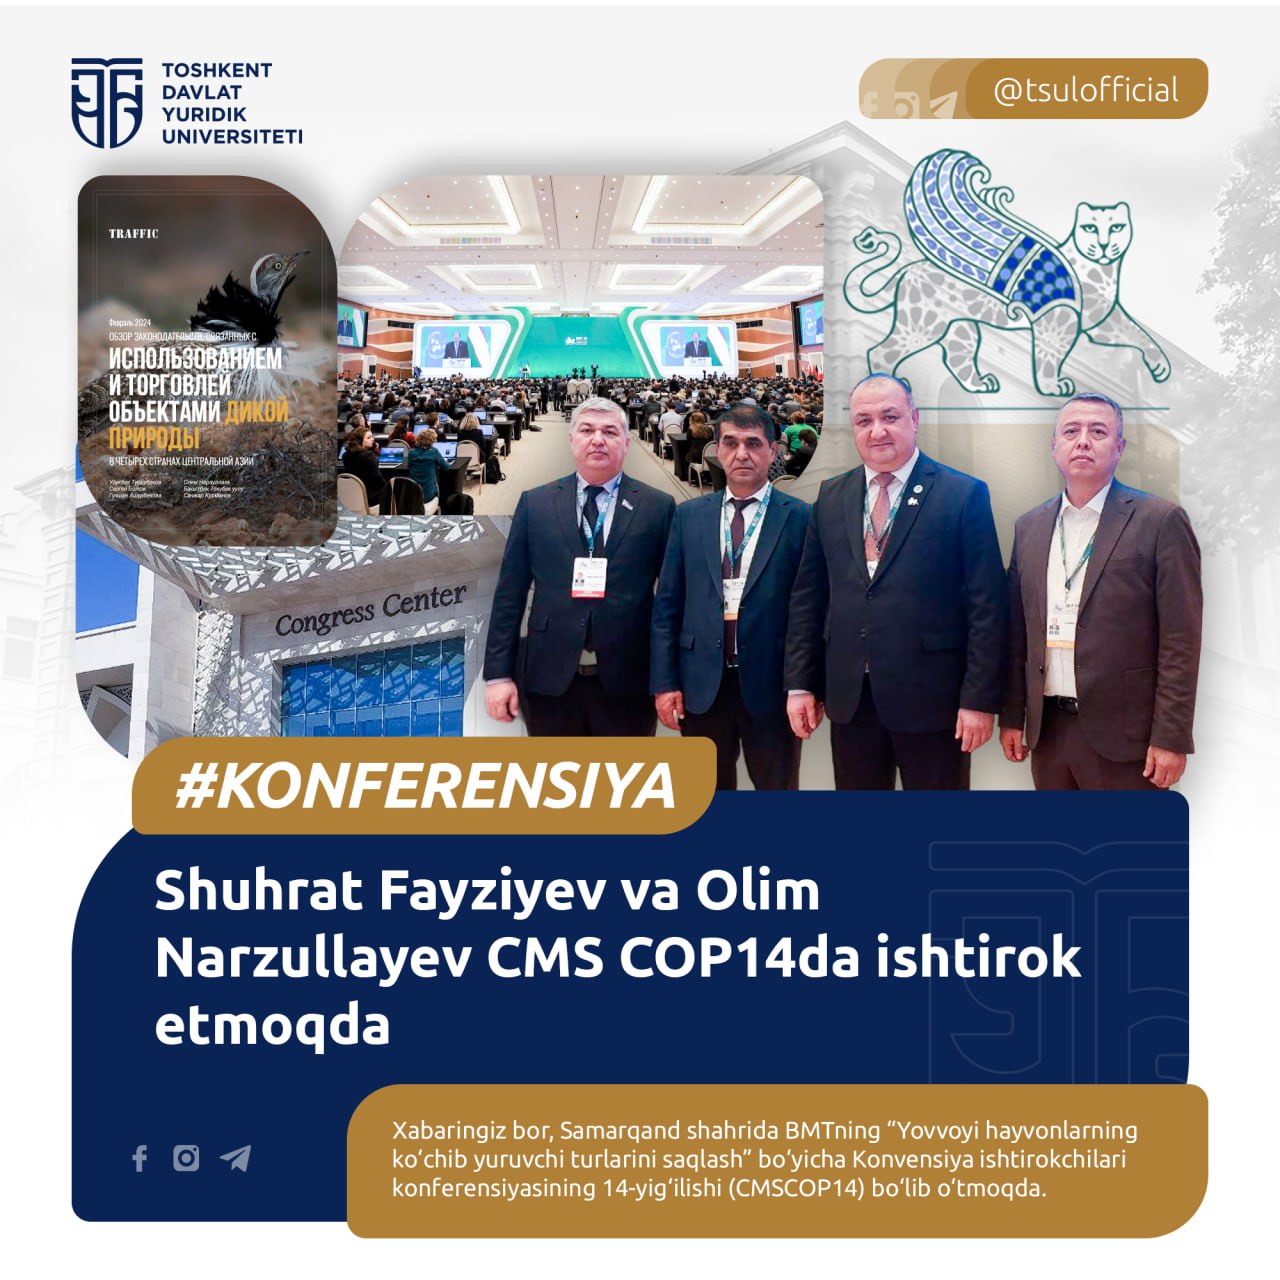 TOSHKENT
DAVLAT
YURIDIK
UNIVERSITETI
@tsulofficial
TRAFFIC
Февраль 2024
ОБЗОР ЗАКОНОДАТЕЛЬСТВ, СВЯЗАННЫХ С
ИСПОЛЬЗОВАНИЕМ
И ТОРГОВЛЕЙ
ОБЪЕКТАМИ ДИКОЙ
ПРИРОДЫ
В ЧЕТЫРЕХ СТРАНАХ ЦЕНТРАЛЬНОЙ АЗИИ
Congress Center
#KONFERENSIYA
Shuhrat Fayziyev va Olim
Narzullayev CMS COP14da ishtirok
etmoqda
Xabaringiz bor, Samarqand shahrida BMTning “Yovvoyi hayvonlarning
ko‘chib yuruvchi turlarini saqlash” bo‘yicha Konvensiya ishtirokchilari
konferensiyasining 14-yig‘ilishi (CMSCOP14) bo‘lib o‘tmoqda.